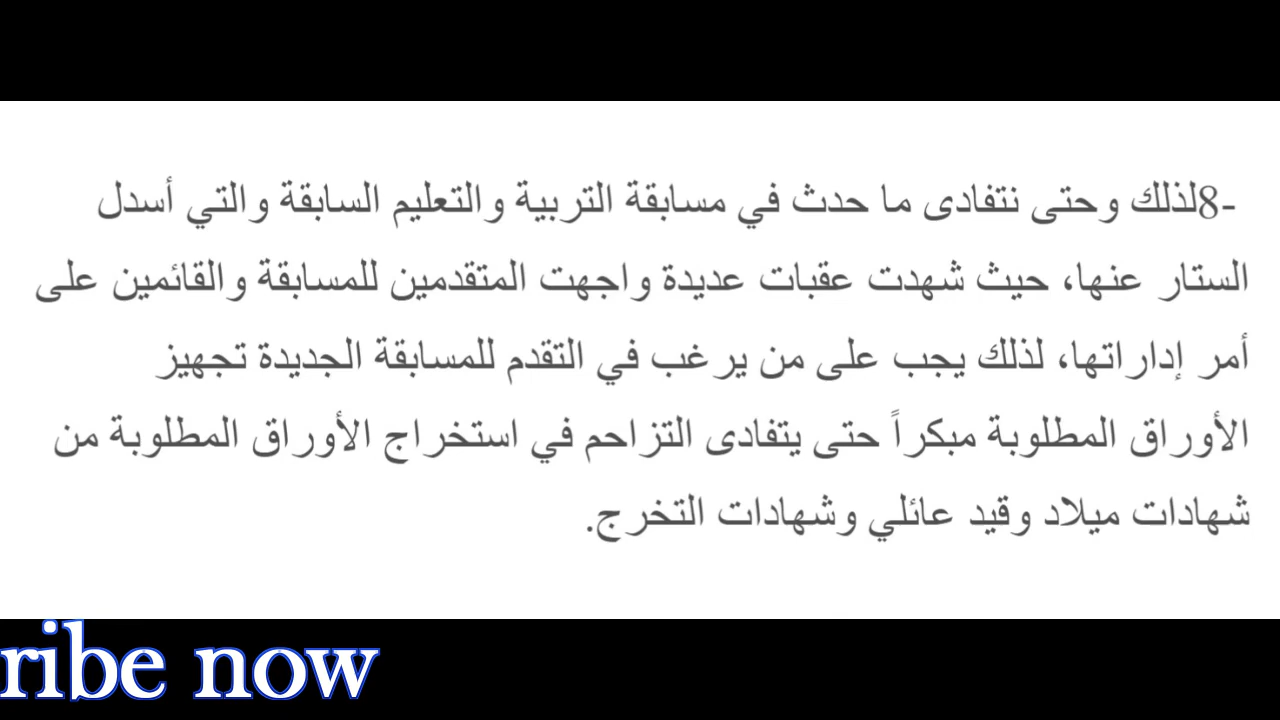 -8لذلك وحتى نتفادى ما حدث في مسابقة التربية والتعليم السابقة والتي أسدل
الستار عنها، حيث شهدت عقبات عديدة واجهت المتقدمين للمسابقة والقائمين على
أمر إداراتها، لذلك يجب على من يرغب في التقدم للمسابقة الجديدة تجهيز
الأوراق المطلوبة مبكراً حتى يتفادى التزاحم في استخراج الأوراق المطلوبة من
شهادات ميلاد وقيد عائلي وشهادات التخرج.
ribe now